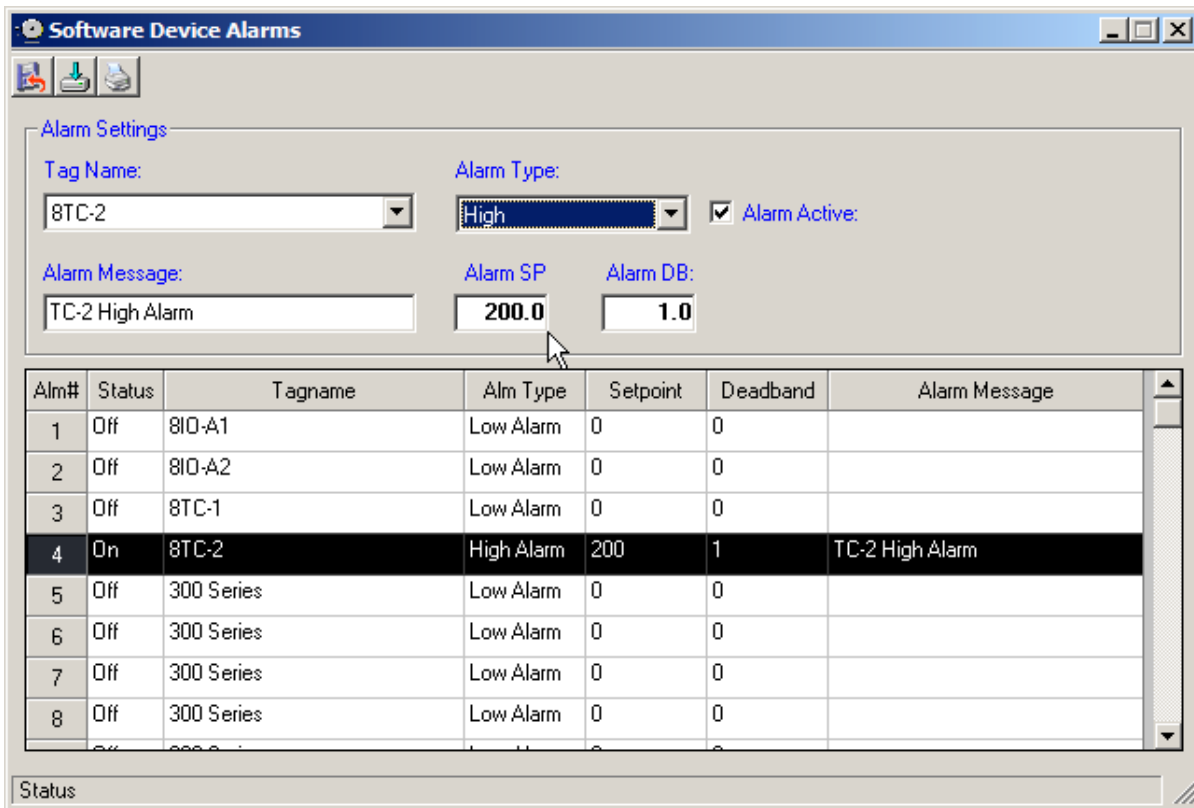 Software Device Alarms
Alarm Settings
Tag Name: Alarm Type:
8TC-2 High Alarm Active:
Alarm Message: Alarm SP Alarm DB:
TC-2 High Alarm 200.0 1.0
Alm# Status Tagname Alm Type Setpoint Deadband Alarm Message
1 Off 8IO-A1 Low Alarm 0 0
2 Off 8IO-A2 Low Alarm 0 0
3 Off 8TC-1 Low Alarm 0 0
4 On 8TC-2 High Alarm 200 1 TC-2 High Alarm
5 Off 300 Series Low Alarm 0 0
6 Off 300 Series Low Alarm 0 0
7 Off 300 Series Low Alarm 0 0
8 Off 300 Series Low Alarm 0 0
Status